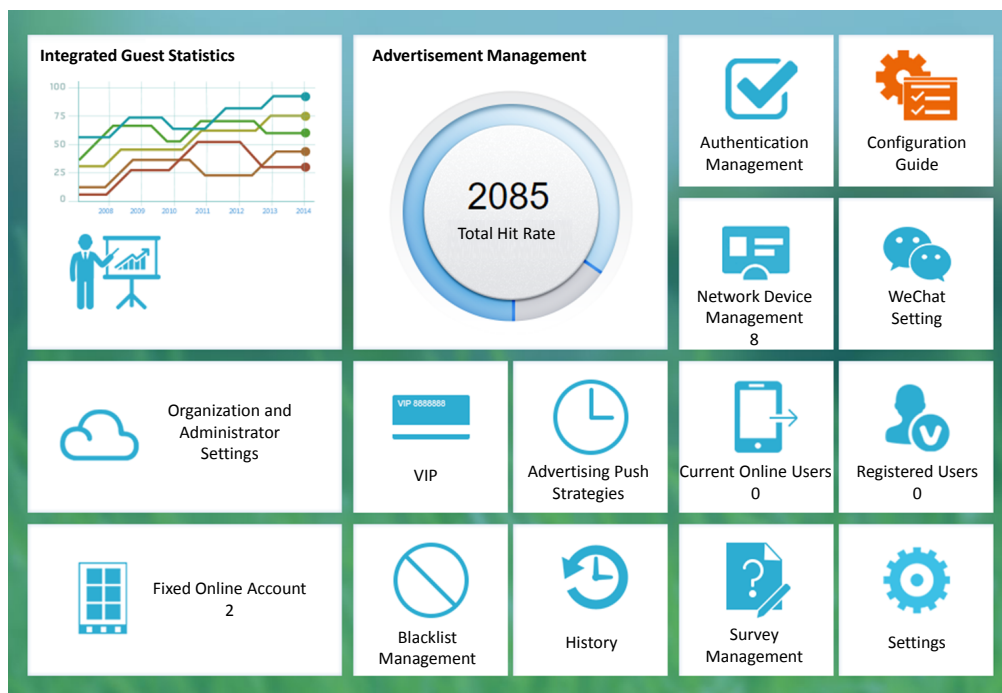 Integrated Guest Statistics
100
75
50
25
0
2008 2009 2010 2011 2012 2013 2014
Advertisement Management
2085
Total Hit Rate
Authentication
Management
Configuration
Guide
Network Device
Management
8
WeChat
Setting
Organization and
Administrator
Settings
VIP 8888888
VIP
Advertising Push
Strategies
Current Online Users
0
V
Registered Users
0
Fixed Online Account
2
Blacklist
Management
History
?
Survey
Management
Settings